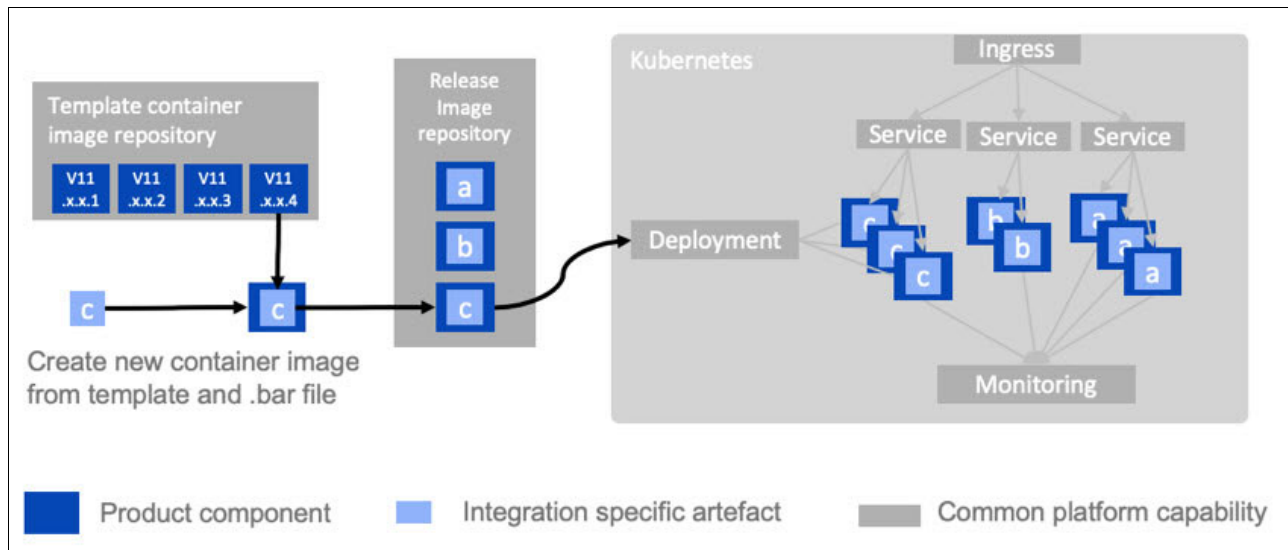 Template container
image repository
V11
.x.x.1
V11
.x.x.2
V11
.x.x.3
V11
.x.x.4
c
c
Create new container image
from template and .bar file
Release
Image
repository
a
b
c
Kubernetes
Ingress
Service
Service
Service
Deployment
c
c
c
b
b
a
a
a
Monitoring
Product component
Integration specific artefact
Common platform capability